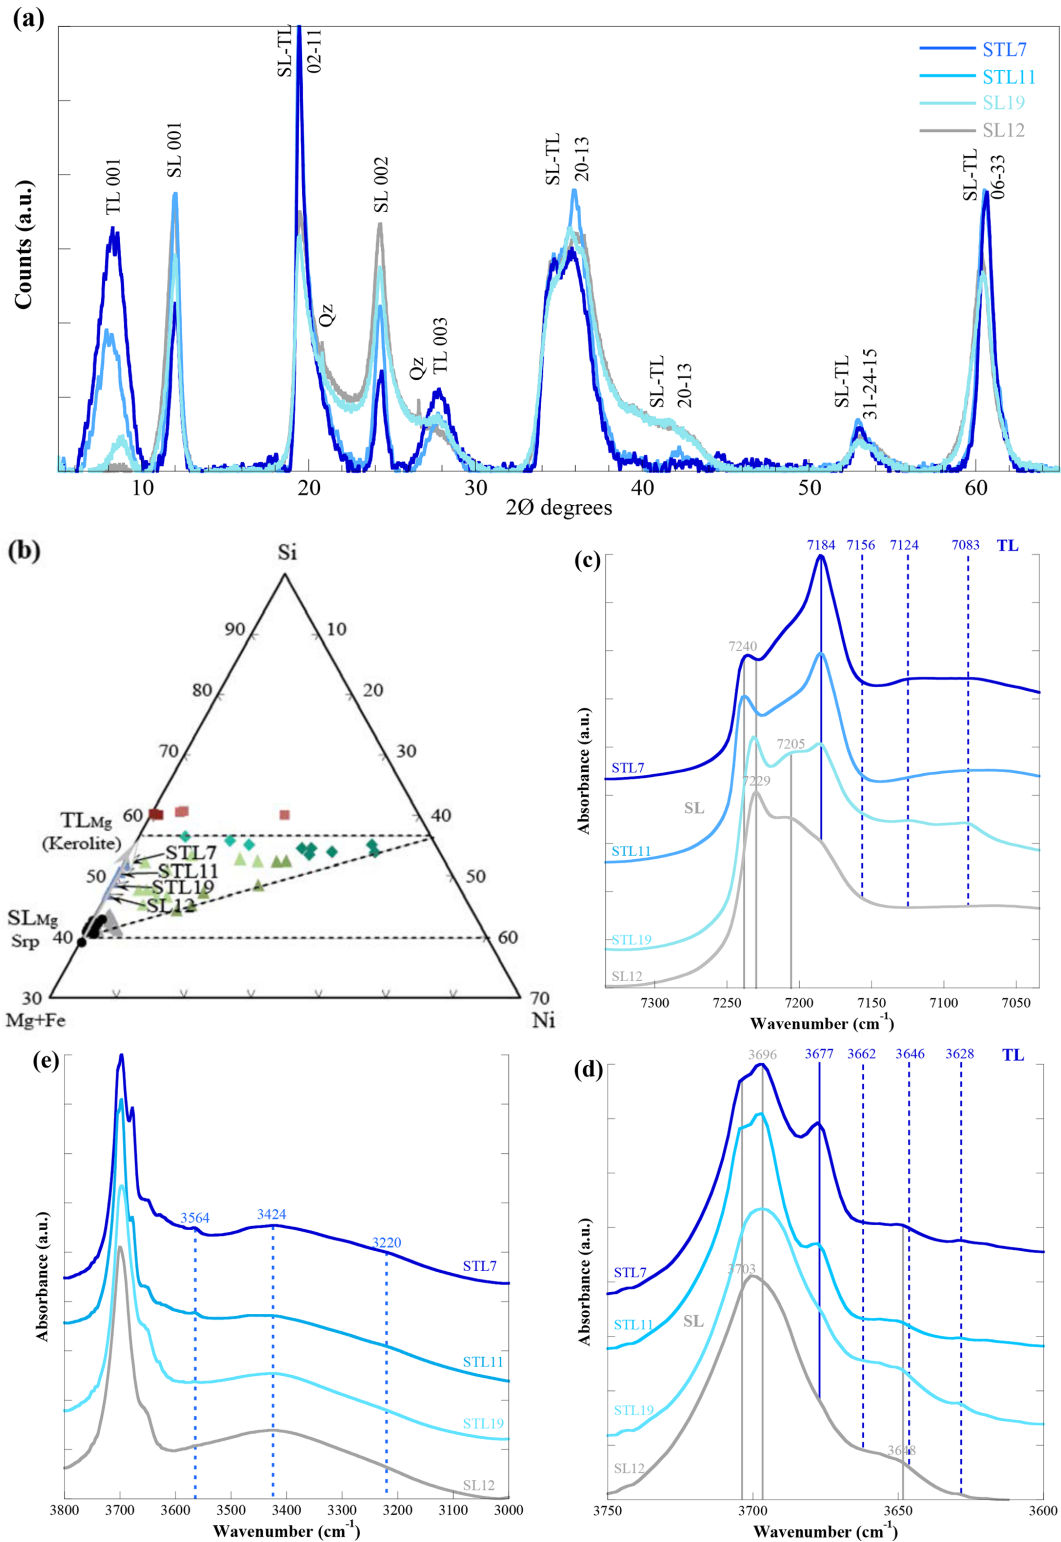 (a)
STL7
STL11
SL19
SL12
TL 001
SL 001
SL-TL
02-11
Qz
SL 002
Qz
TL 003
SL-TL
20-13
SL-TL
20-13
SL-TL
31-24-15
SL-TL
06-33
Counts (a.u.)
10 20 30 40 50 60
2Ø degrees
(b)
Si
90 10
80 20
70 30
60 40
50 50
40 60
30 70
TLMg
(Kerolite)
STL7
STL11
STL19
SL12
SLMg
Srp
Mg+Fe
Ni
(c)
7184 7156 7124 7083 TL
7240
7205
7229
SL
STL7
STL11
STL19
SL12
Absorbance (a.u.)
7300 7250 7200 7150 7100 7050
Wavenumber (cm-1)
(e)
3564 3424 3220
STL7
STL11
STL19
SL12
Absorbance (a.u.)
3800 3700 3600 3500 3400 3300 3200 3100 3000
Wavenumber (cm-1)
(d)
3696 3677 3662 3646 3628 TL
3703
SL
3648
STL7
STL11
STL19
SL12
Absorbance (a.u.)
3750 3700 3650 3600
Wavenumber (cm-1)